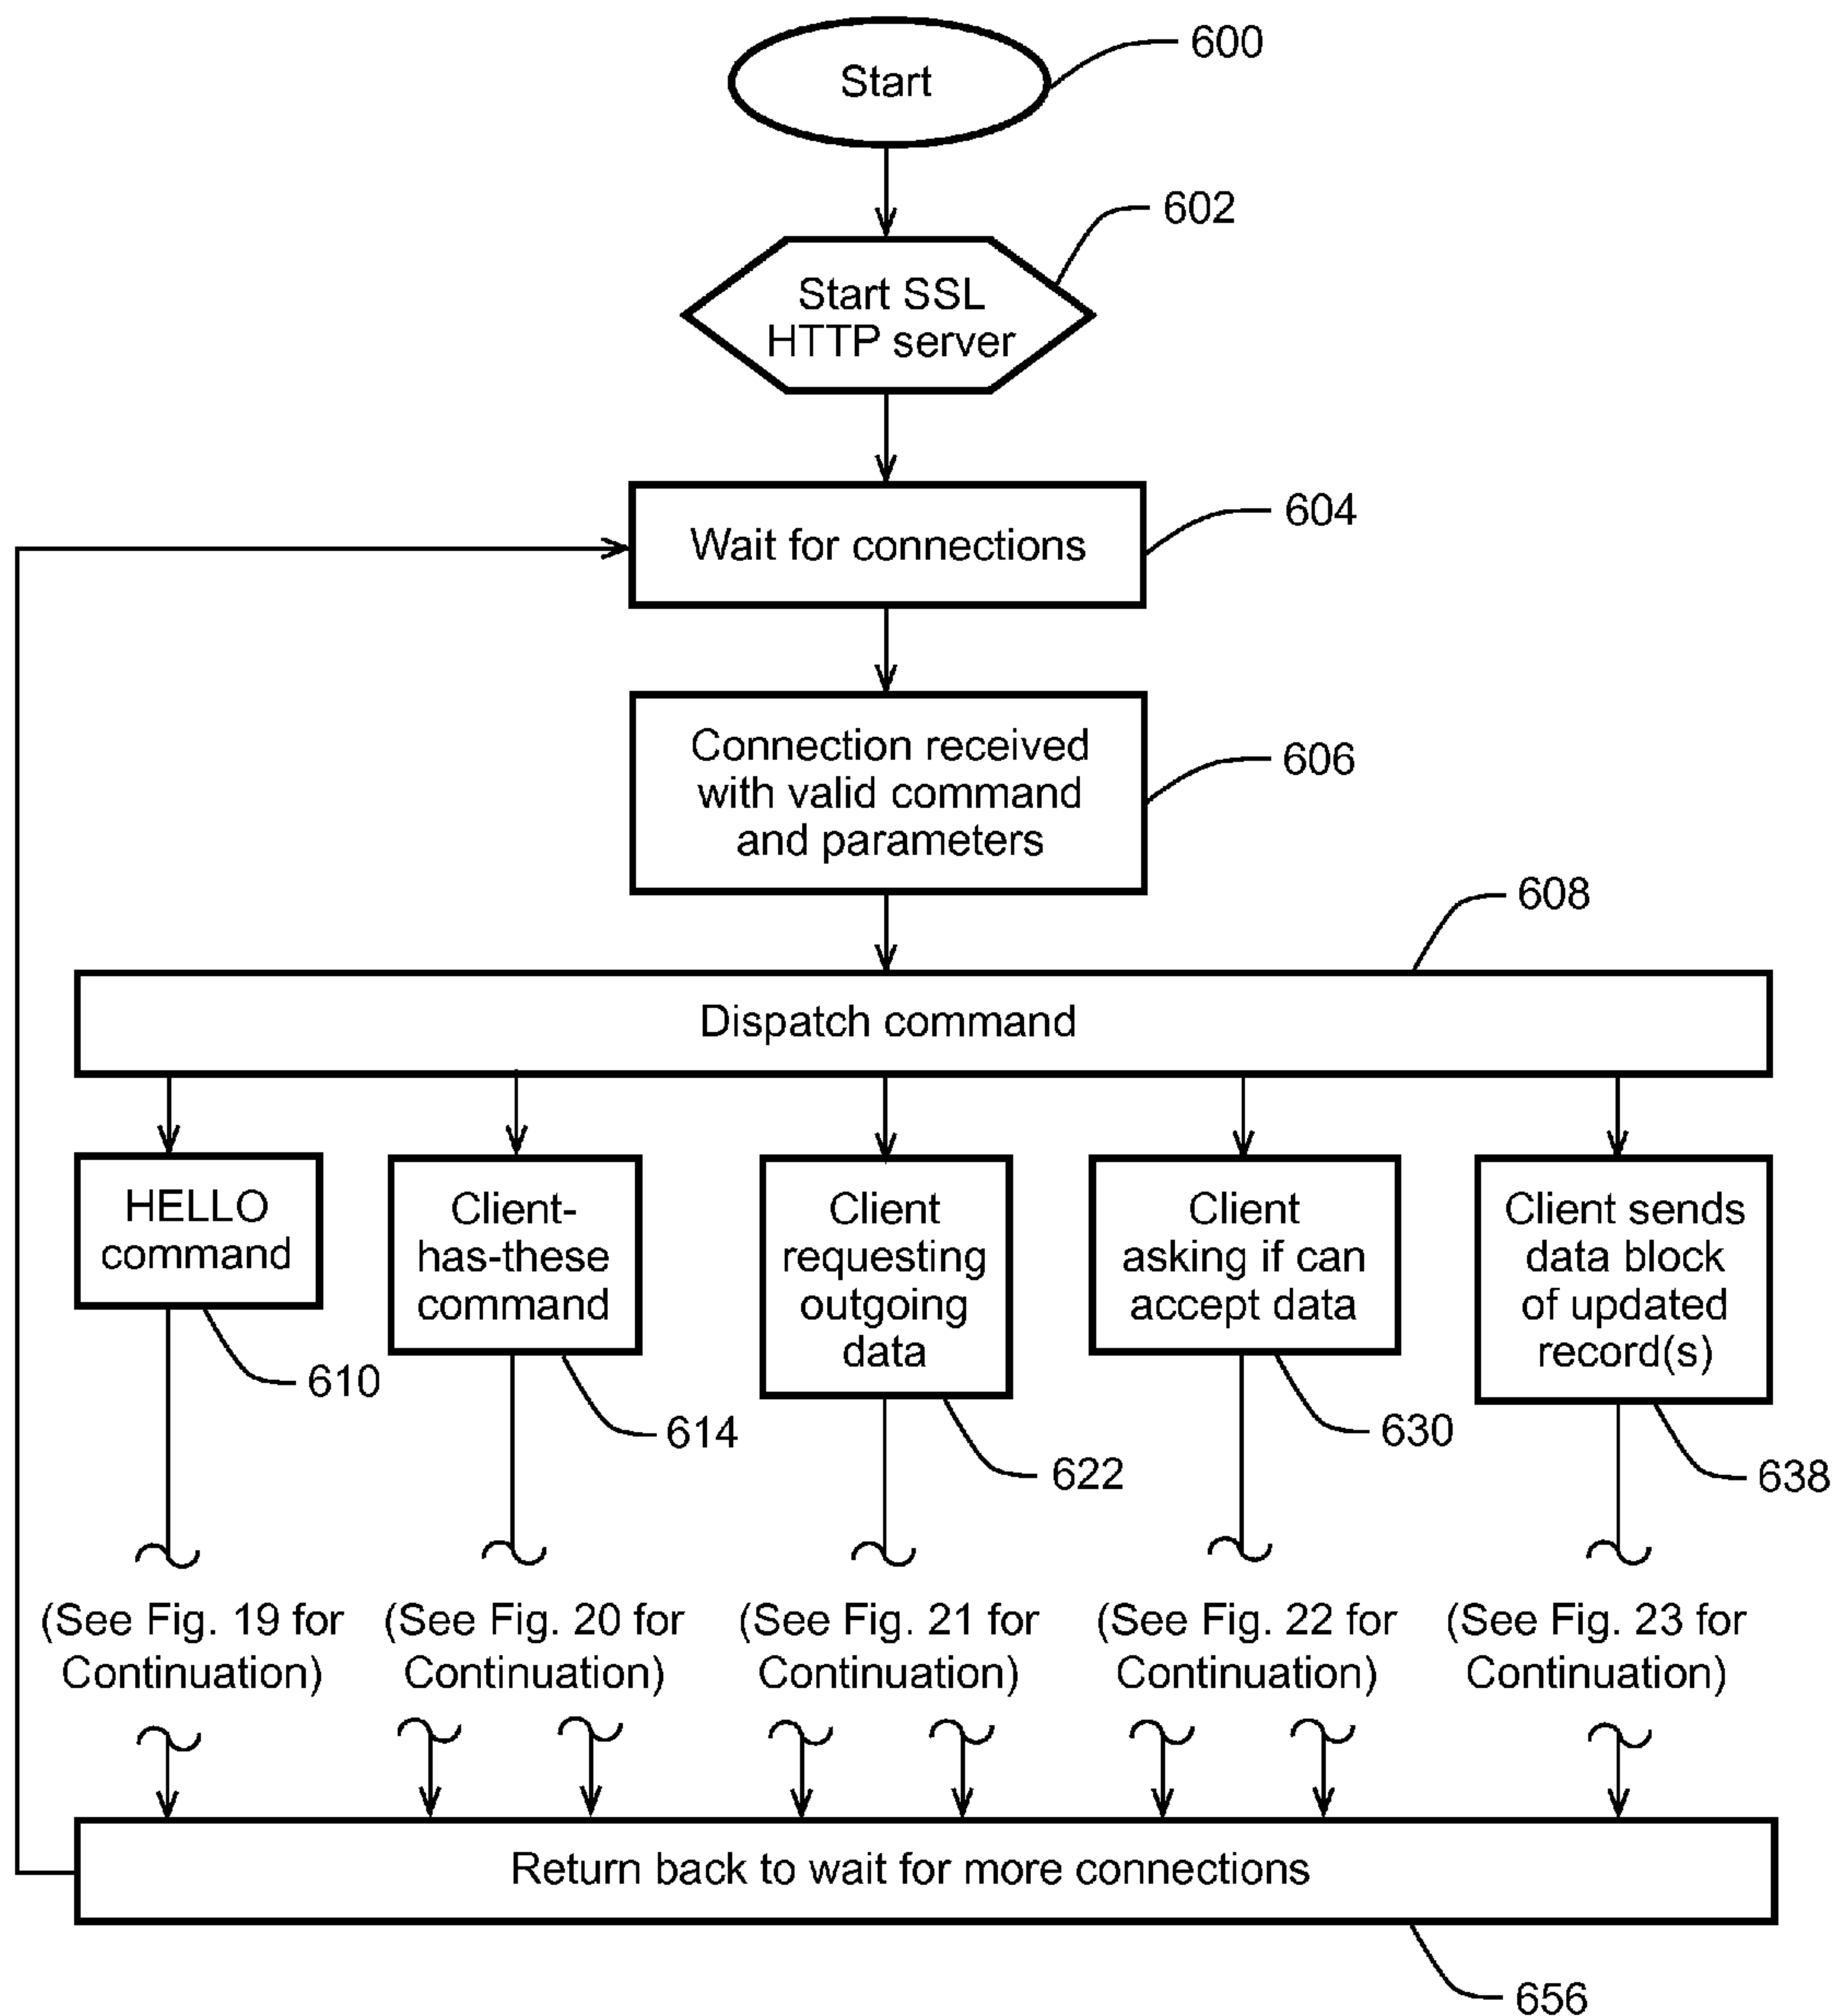 Start
600
602
Start SSL
HTTP server
604
Wait for connections
Connection received
with valid command
and parameters
606
608
Dispatch command
HELLO
command
Client-
has-these
command
Client
requesting
outgoing
data
Client
asking if can
accept data
Client sends
data block
of updated
record(s)
610
614
622
630
638
(See Fig. 19 for
Continuation)
(See Fig. 20 for
Continuation)
(See Fig. 21 for
Continuation)
(See Fig. 22 for
Continuation)
(See Fig. 23 for
Continuation)
Return back to wait for more connections
656